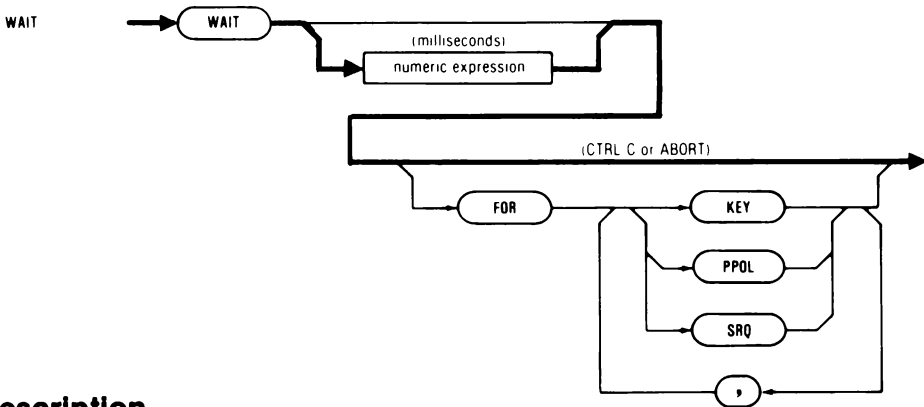 WAIT
WAIT
(milliseconds)
numeric expression
(CTRL C or ABORT)
FOR
KEY
PPOL
SRQ
,